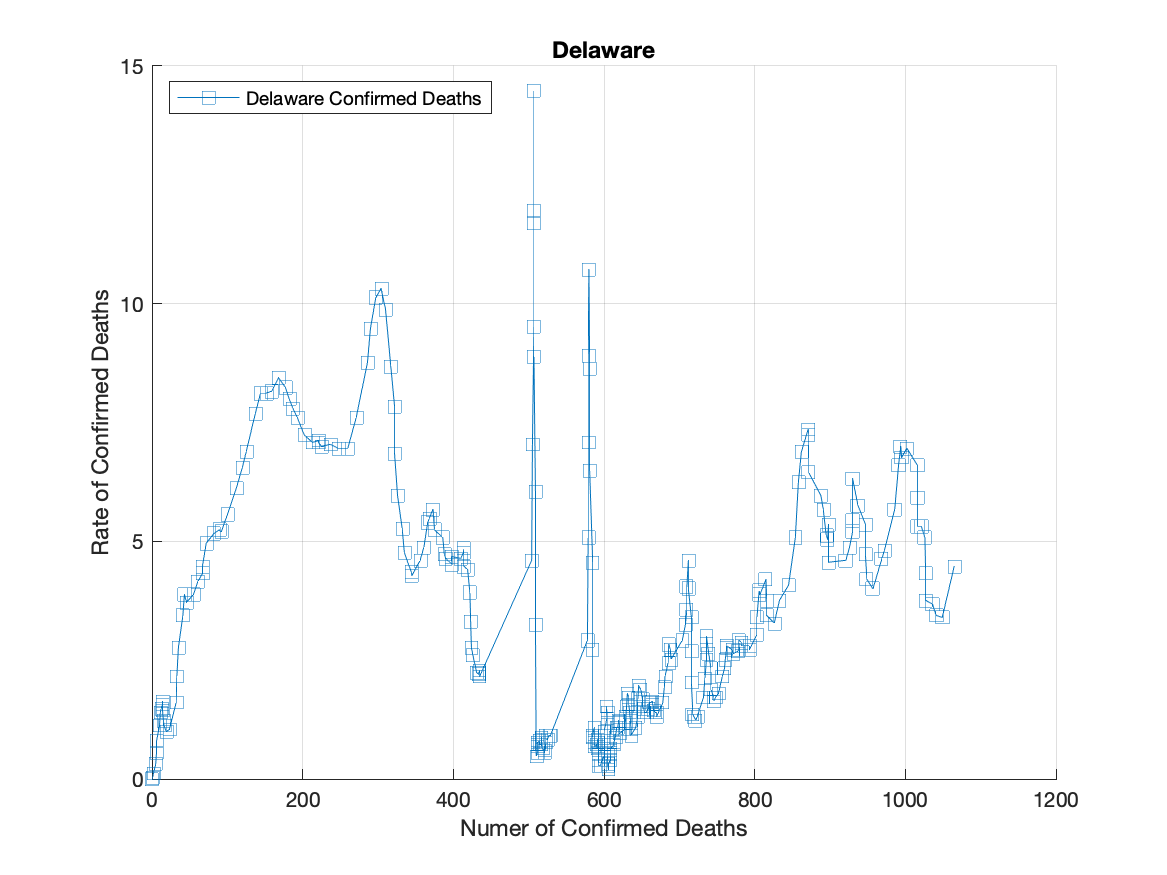 Delaware
Delaware Confirmed Deaths
15
10
5
0
Rate of Confirmed Deaths
0 200 400 600 800 1000 1200
Numer of Confirmed Deaths